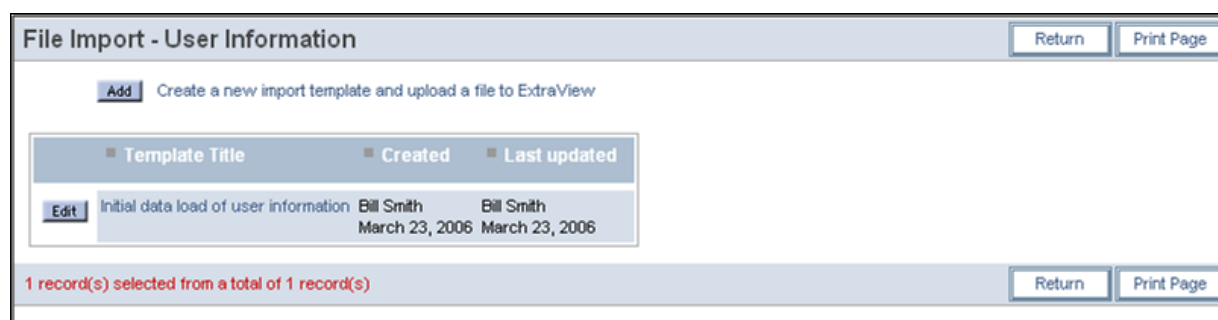 File Import - User Information Return Print Page
Add Create a new import template and upload a file to ExtraView
Template Title Created Last updated
Edit Initial data load of user information Bill Smith Bill Smith
March 23, 2006 March 23, 2006
1 record(s) selected from a total of 1 record(s) Return Print Page